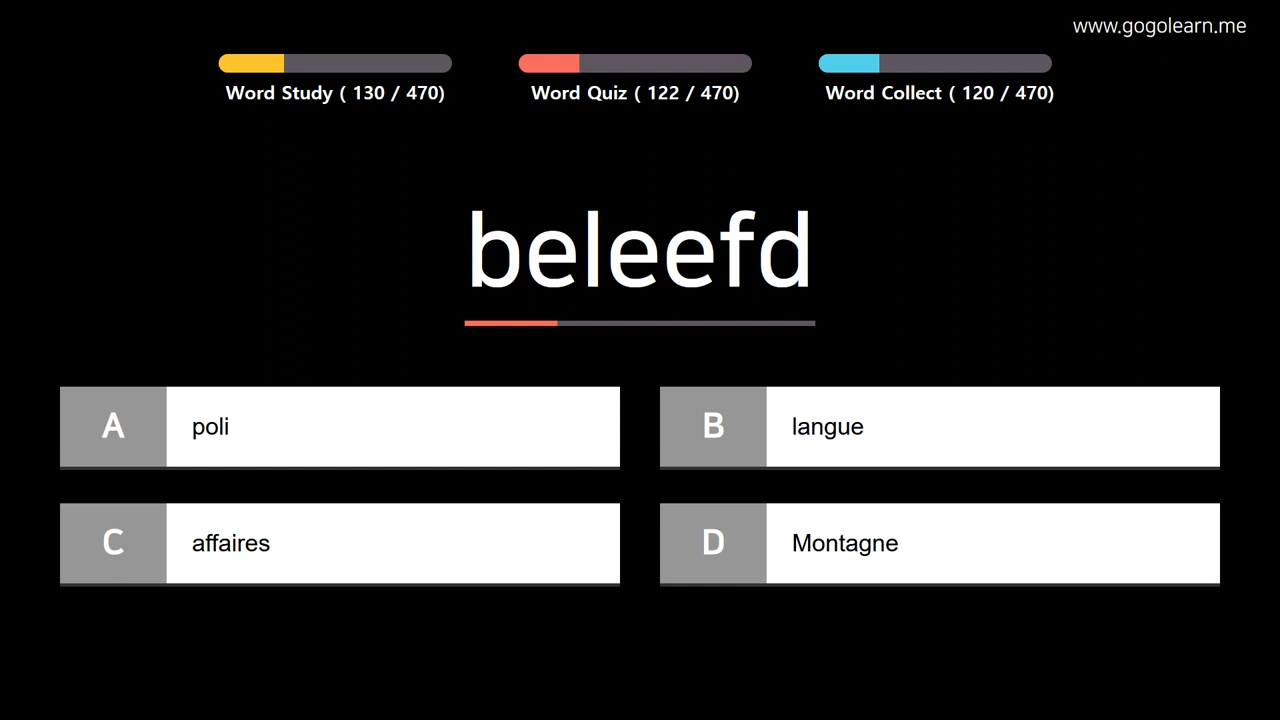 www.gogolearn.me
Word Study ( 130 / 470)
Word Quiz ( 122 / 470)
Word Collect ( 120 / 470)
beleefd
A poli
B langue
C affaires
D Montagne